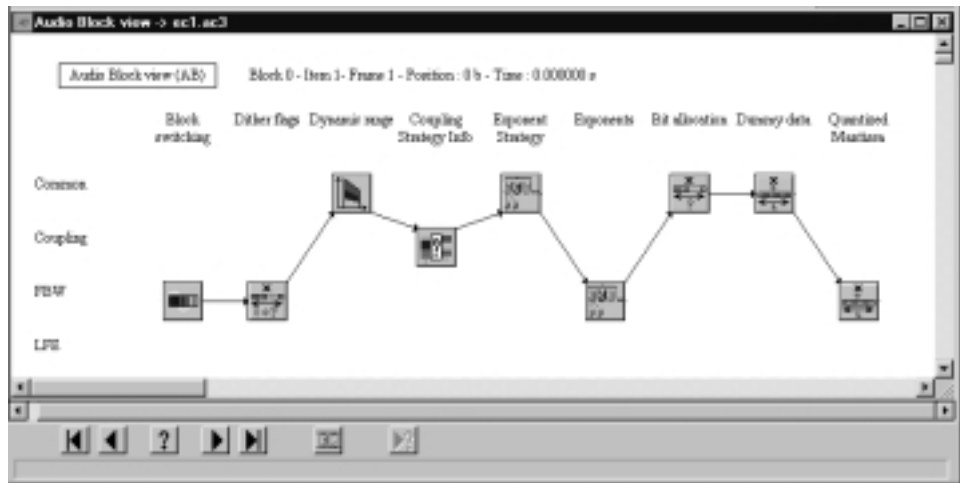 Audio Block view -> ec1.ac3
Audio Block view (AB)
Block 0 - Item 1- Frame 1 - Position : 0 b - Time : 0.000000 s
Block switching
Dither flags
Dynamic range
Coupling Strategy Info
Exponent Strategy
Exponents
Bit allocation
Dummy data
Quantized Mantissa
Common
Coupling
FBW
LFE
?